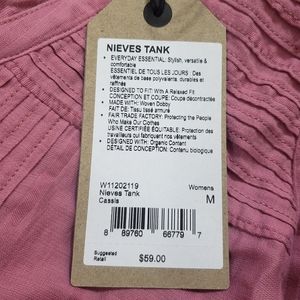 NIEVES TANK
• EVERYDAY ESSENTIAL: Stylish, versatile &
comfortable
ESSENTIEL DE TOUS LES JOURS : Des
vêtements de base polyvalents, durables et
raffinés
• DESIGNED TO FIT: With A Relaxed Fit
CONCEPTION ET COUPE: Coupe décontractée
• MADE WITH: Woven Dobby
FAIT DE: Tissu tissé armuré
• FAIR TRADE FACTORY: Protecting the People
Who Make Our Clothes
USINE CERTIFIÉE ÉQUITABLE: Protection des
travailleurs qui fabriquent nos vêtements
• DESIGNED WITH: Organic Content
DÉTAIL DE CONCEPTION: Contenu biologique
W11202119
Nieves Tank
Cassis
Womens
M
8 89760 66779 7
Suggested
Retail
$59.00